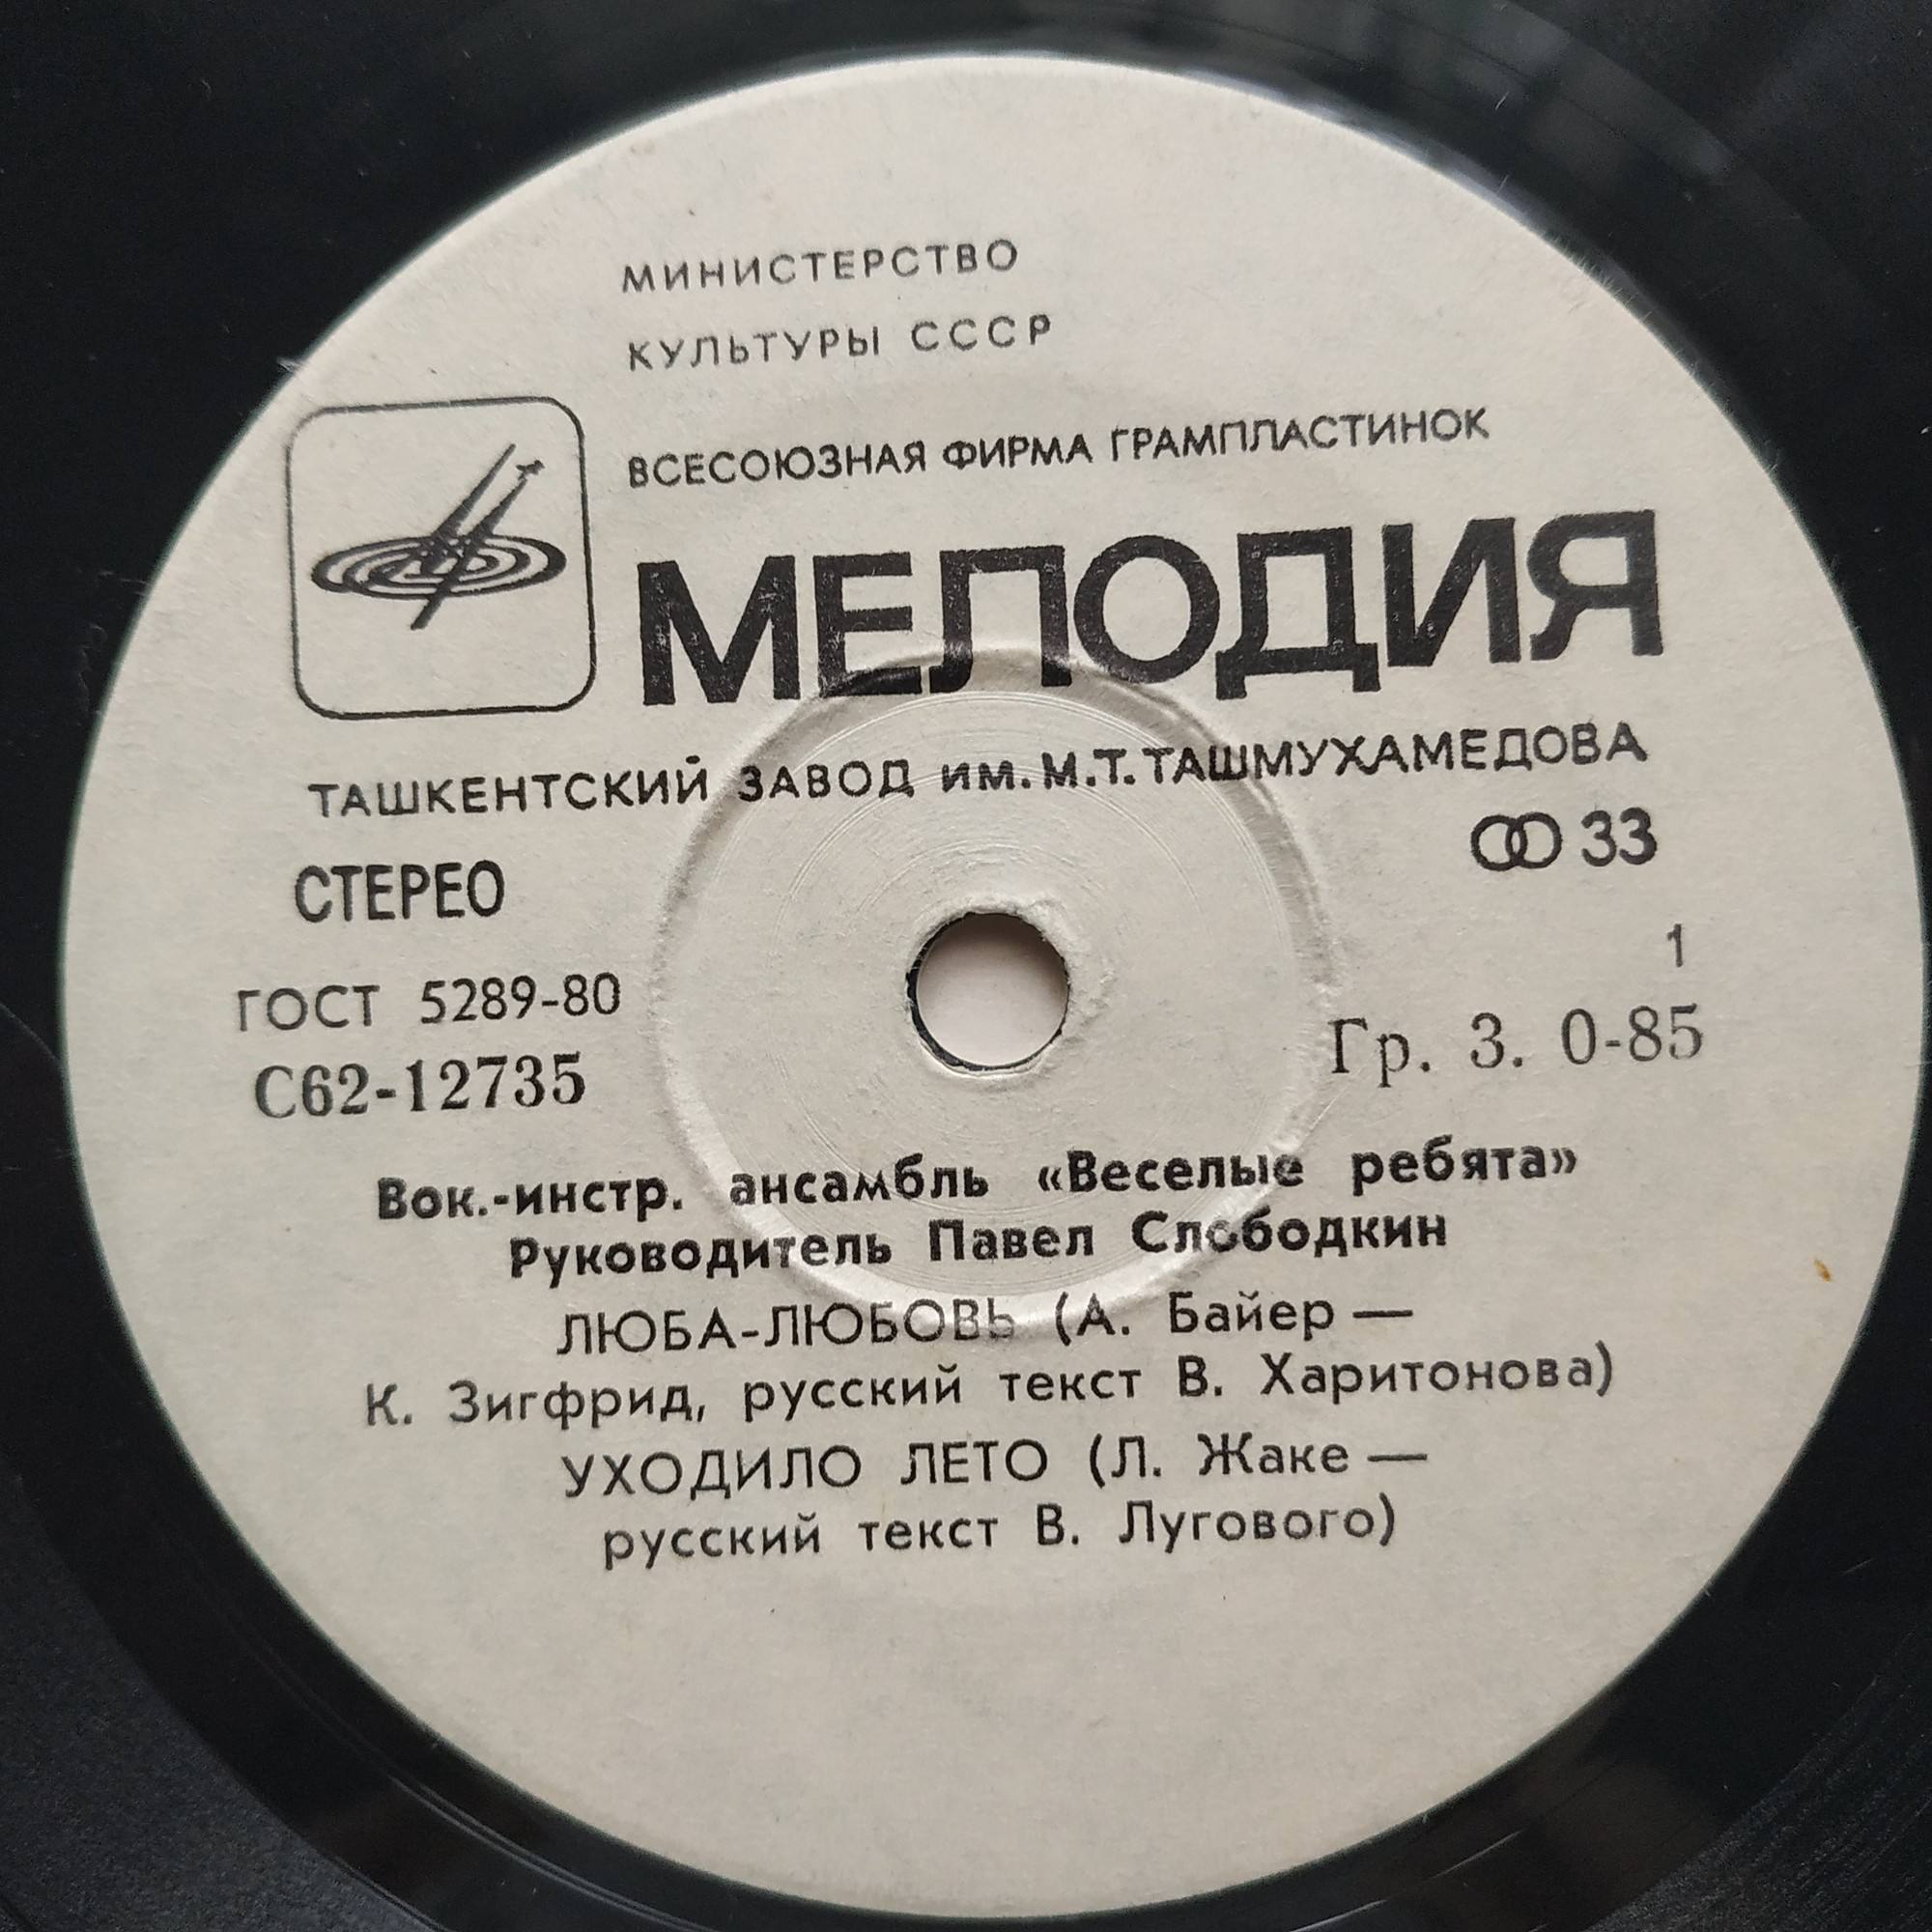 МИНИСТЕРСТВО
КУЛЬТУРЫ СССР
ВСЕСОЮЗНАЯ ФИРМА ГРАМПЛАСТИНОК
МЕЛОДИЯ
ТАШКЕНТСКИЙ ЗАВОД им. М.Т. ТАШМУХАМЕДОВА
СТЕРЕО
33
ГОСТ 5289-80
1
С62-12735
Гр. 3. 0-85
Вок.-инстр. ансамбль «Веселые ребята»
Руководитель Павел Слободкин
ЛЮБА-ЛЮБОВЬ (А. Байер —
К. Зигфрид, русский текст В. Харитонова)
УХОДИЛО ЛЕТО (Л. Жаке —
русский текст В. Лугового)